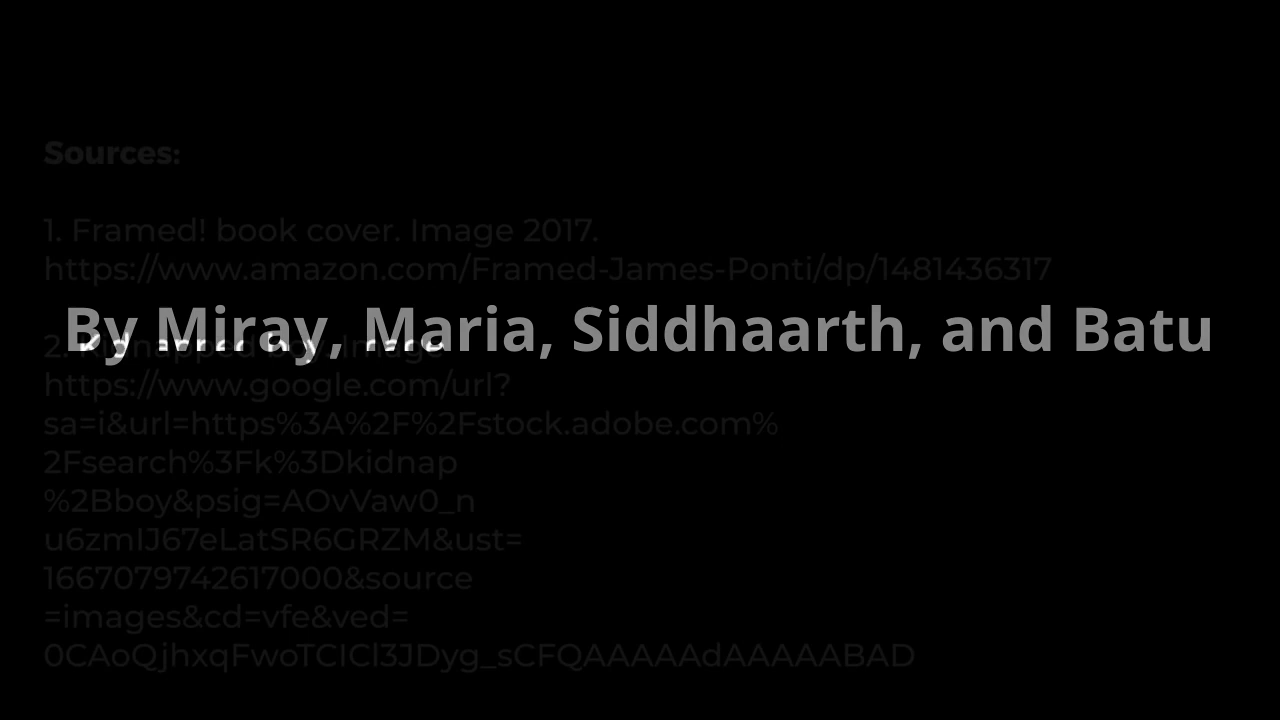 Sources:
1. Framed! book cover. Image 2017.
https://www.amazon.com/Framed-James-Ponti/dp/1481436317
By Miray, Maria, Siddhaarth, and Batu
2. Image
https://www.google.com/url?
sa=i&url=https%3A%2F%2Fstock.adobe.com%
2Fsearch%3Fk%3Dkidnap
%2Bboy&psig=AOvVaw0_n
u6zmIJ67eLatSR6GRZM&ust=
1667079742617000&source
=images&cd=vfe&ved=
0CAoQjhxqFwoTCICl3JDyg_sCFQAAAAAdAAAAABAD